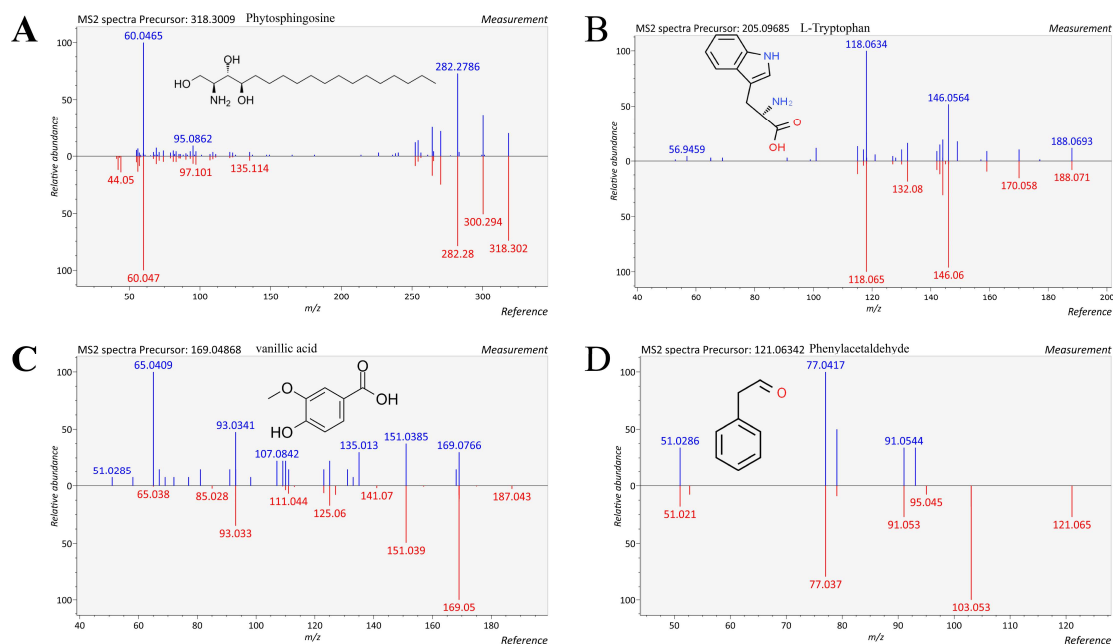 A
MS2 spectra Precursor: 318.3009 Phytosphingosine Measurement
100
60.0465
282.2786
OH
HO
NH2
OH
50
95.0862
Relative abundance
0
44.05
97.101
135.114
50
300.294
318.302
282.28
100
60.047
50 100 150 200 250 300
m/z
Reference
B
MS2 spectra Precursor: 205.09685 L-Tryptophan Measurement
100
118.0634
NH
NH2
O
OH
50
146.0564
56.9459
188.0693
Relative abundance
0
132.08
170.058
188.071
50
100
118.065
146.06
40 60 80 100 120 140 160 180 200
m/z
Reference
C
MS2 spectra Precursor: 169.04868 vanillic acid Measurement
100
65.0409
O
O
OH
HO
50
93.0341
107.0842
135.013
151.0385
169.0766
51.0285
Relative abundance
0
65.038
85.028
111.044
141.07
187.043
125.06
93.033
50
151.039
100
169.05
40 60 80 100 120 140 160 180
m/z
Reference
D
MS2 spectra Precursor: 121.06342 Phenylacetaldehyde Measurement
100
77.0417
O
50
51.0286
91.0544
Relative abundance
0
51.021
91.053
95.045
121.065
50
77.037
100
103.053
50 60 70 80 90 100 110 120
m/z
Reference